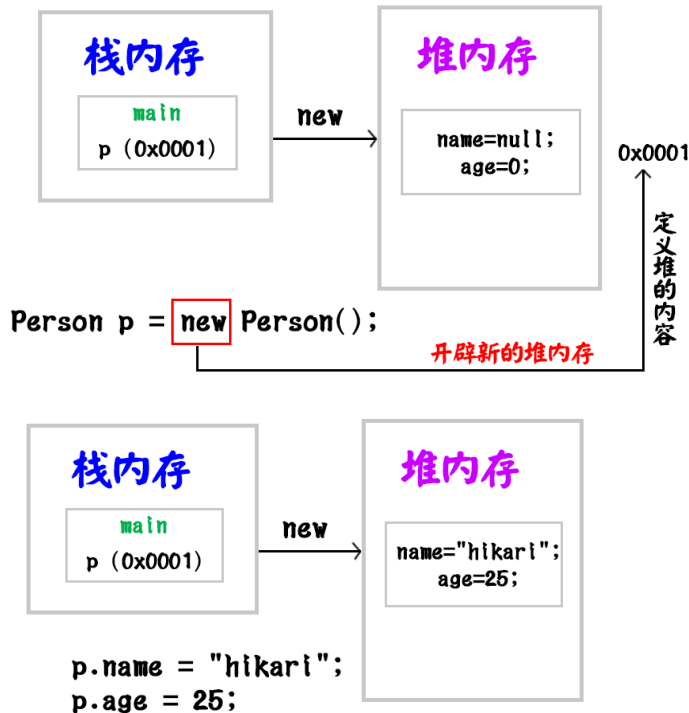 栈内存
main
p (0x0001)
new
堆内存
name=null;
age=0;
0x0001
定义堆的内容
Person p = new Person();
开辟新的堆内存
栈内存
main
p (0x0001)
new
堆内存
name="hikari";
age=25;
p.name = "hikari";
p.age = 25;